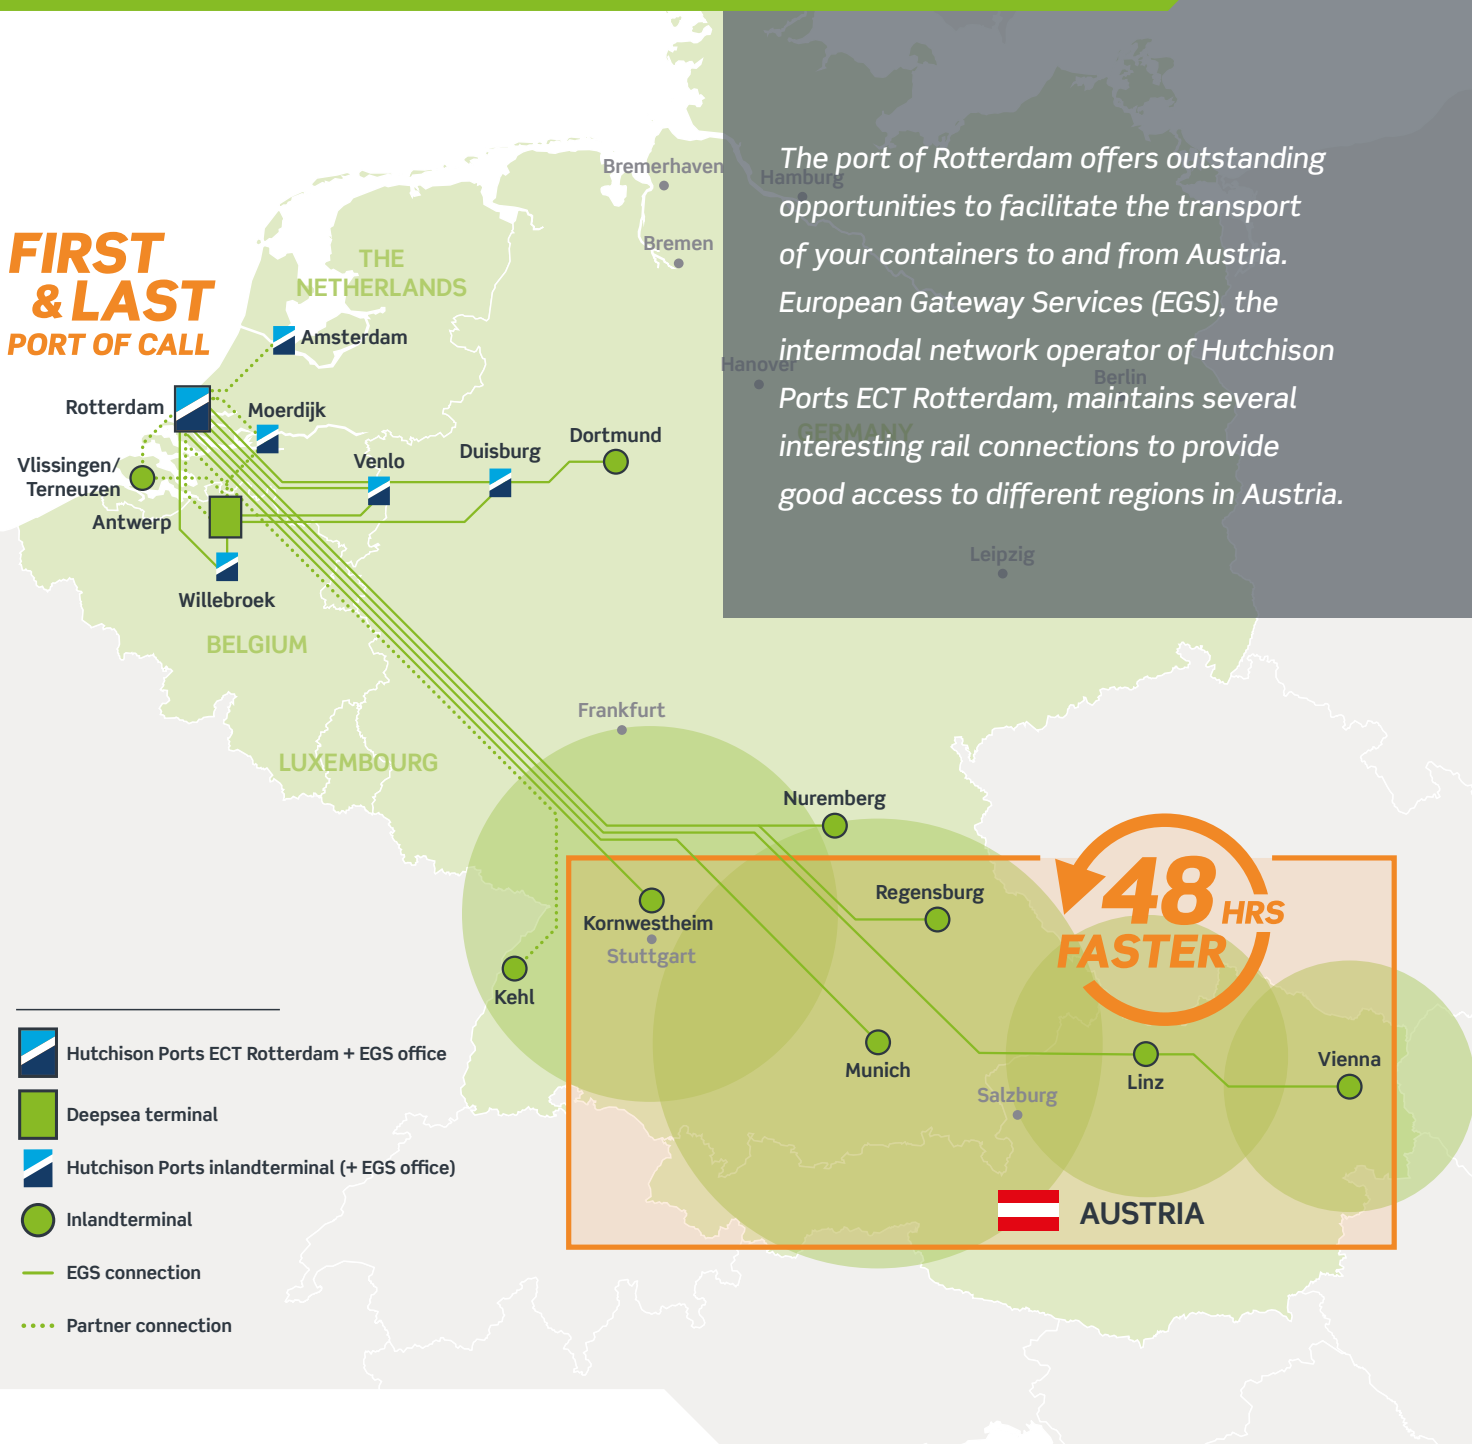 The port of Rotterdam offers outstanding
opportunities to facilitate the transport
of your containers to and from Austria.
European Gateway Services (EGS), the
intermodal network operator of Hutchison
Ports ECT Rotterdam, maintains several
interesting rail connections to provide
good access to different regions in Austria.
Bremerhaven
Hamburg
Bremen
FIRST
& LAST
PORT OF CALL
THE
NETHERLANDS
Amsterdam
Hanover
Berlin
Rotterdam
Moerdijk
GERMANY
Dortmund
Duisburg
Venlo
Vlissingen/
Terneuzen
Antwerp
Leipzig
Willebroek
BELGIUM
Frankfurt
LUXEMBOURG
Nuremberg
48 HRS
FASTER
Regensburg
Kornwestheim
Stuttgart
Kehl
Munich
Linz
Vienna
Salzburg
AUSTRIA
Hutchison Ports ECT Rotterdam + EGS office
Deepsea terminal
Hutchison Ports inlandterminal (+ EGS office)
Inlandterminal
EGS connection
Partner connection